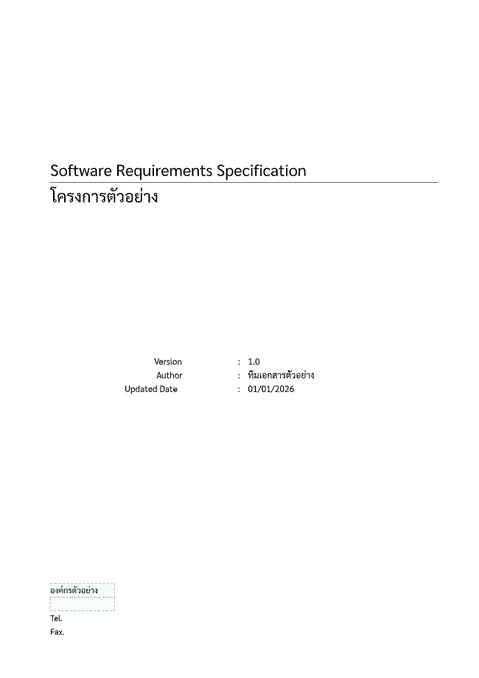 Software Requirements Specification
โครงการตัวอย่าง
Version : 1.0
Author : ทีมเอกสารตัวอย่าง
Updated Date : 01/01/2026
องค์กรตัวอย่าง
Tel.
Fax.